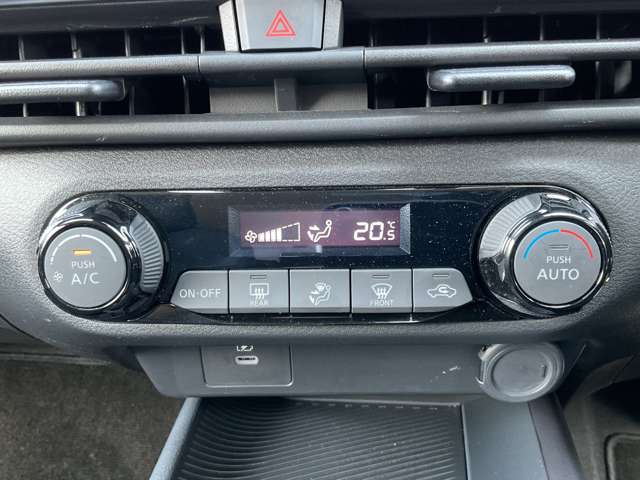 20.5 °C
PUSH
A/C
PUSH
AUTO
ON·OFF
REAR
FRONT